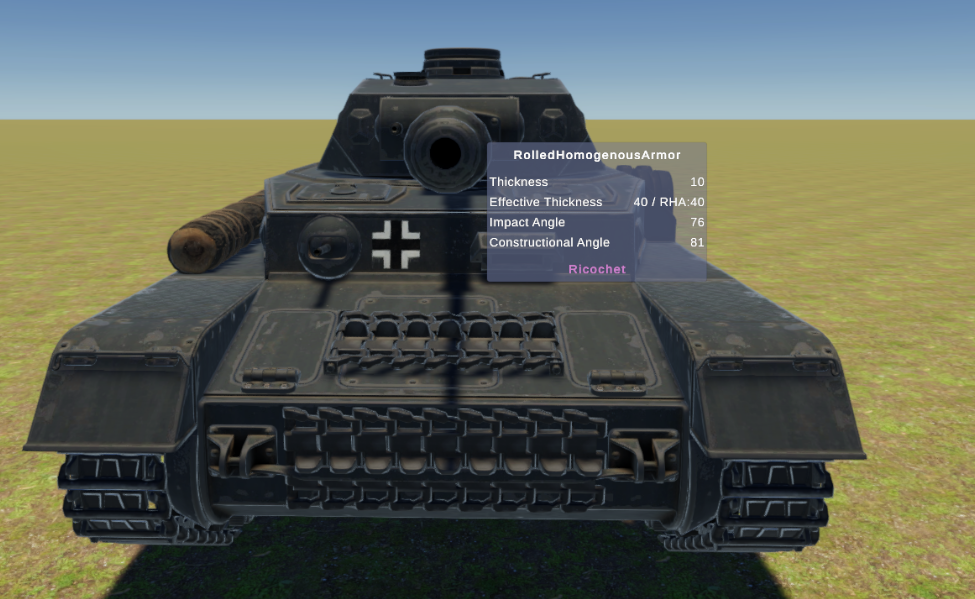 RolledHomogenousArmor
Thickness 10
Effective Thickness 40 / RHA:40
Impact Angle 76
Constructional Angle 81
Ricochet